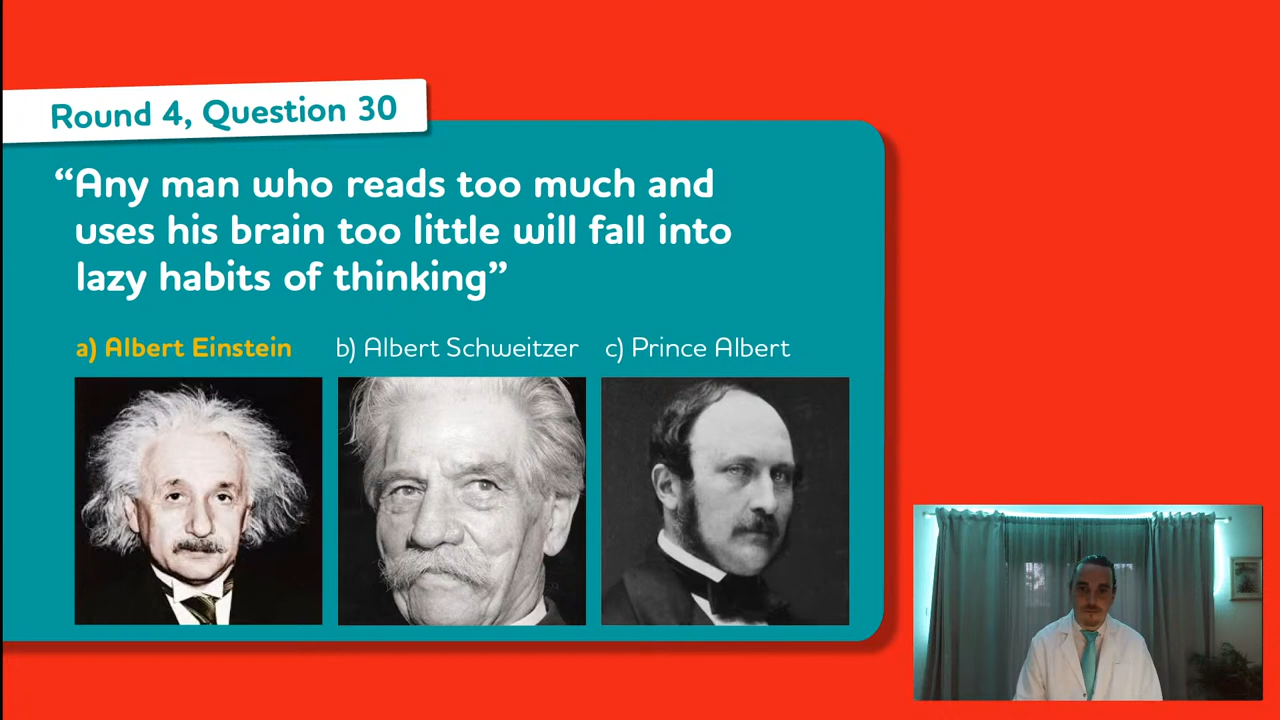 Round 4, Question 30
“Any man who reads too much and
uses his brain too little will fall into
lazy habits of thinking”
a) Albert Einstein b) Albert Schweitzer c) Prince Albert